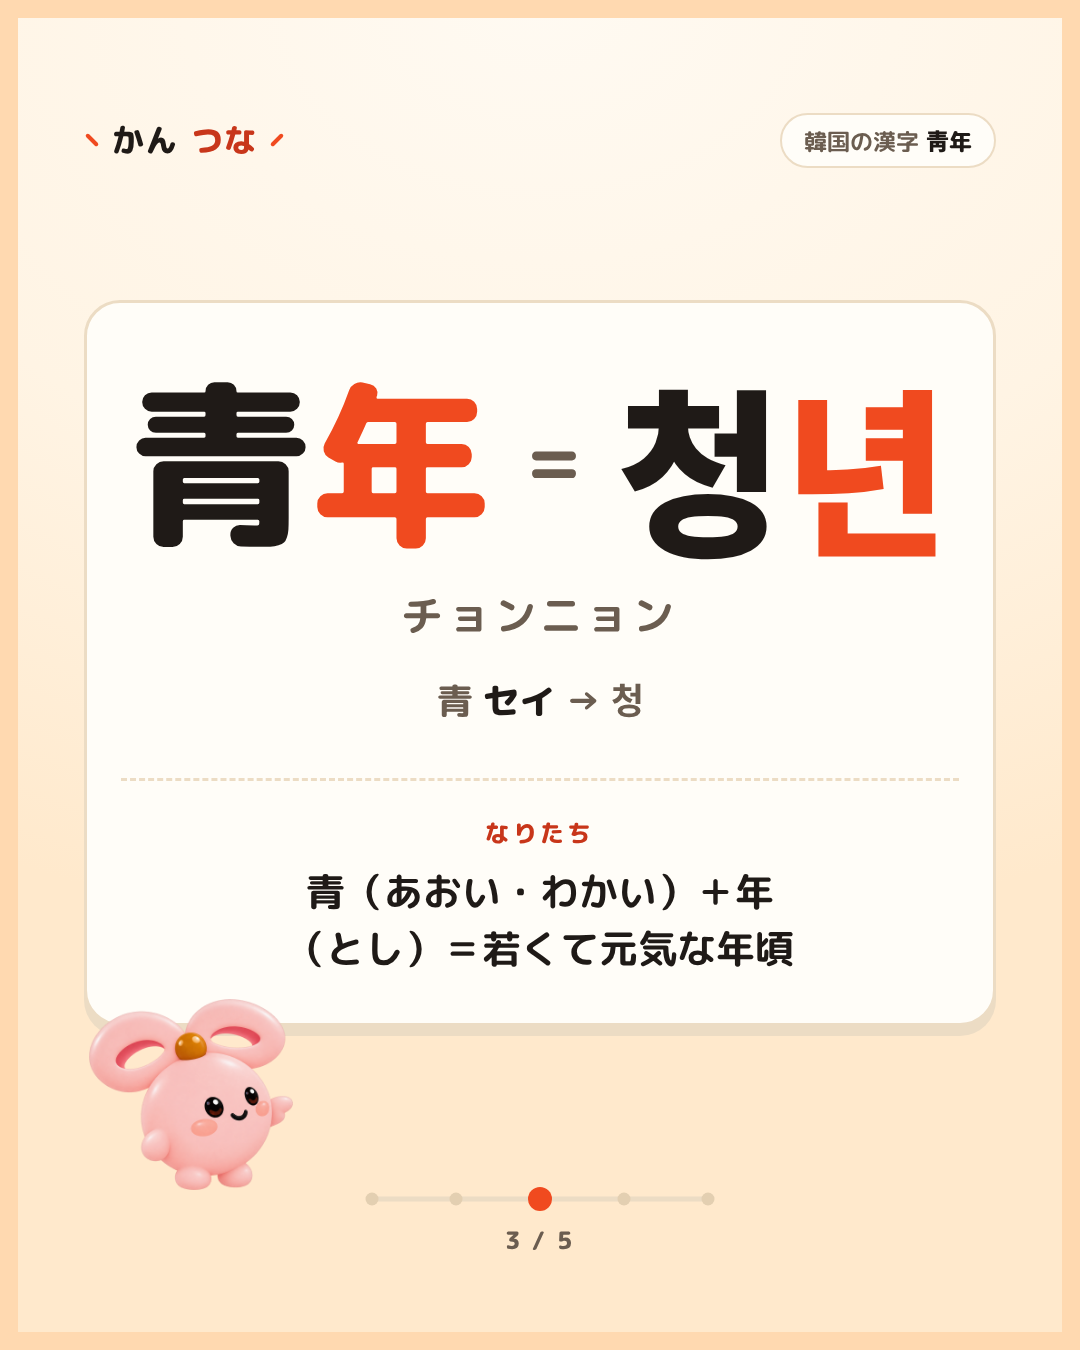 かん つな
韓国の漢字 青年
青年 = 청년
チョンニョン
青 セイ → 청
なりたち
青（あおい・わかい）＋年
（とし）＝若くて元気な年頃
3 / 5